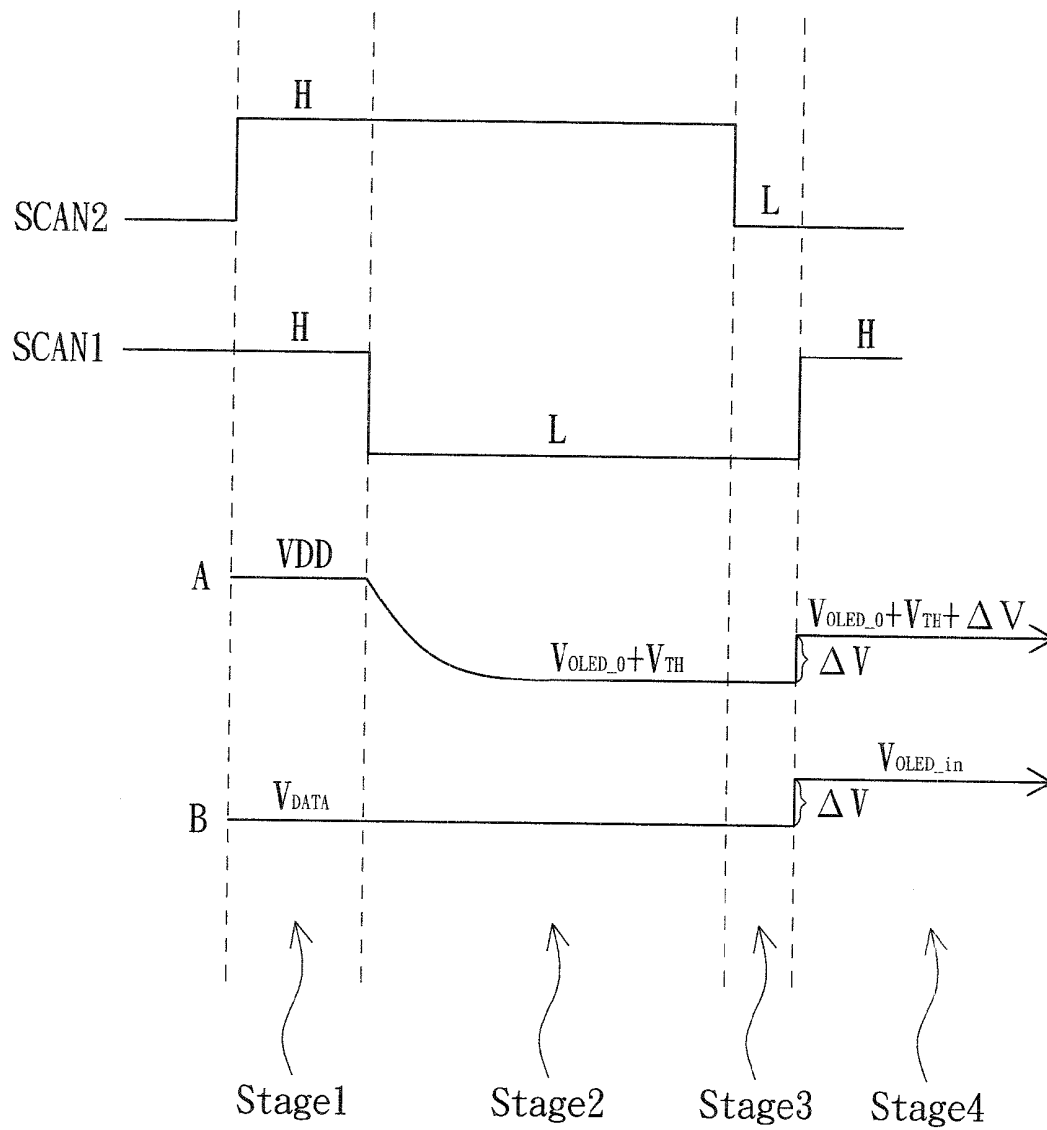 H
SCAN2
L
H
SCAN1
H
L
VDD
A
VOLED_0+VTH
VOLED_0+VTH+ΔV
ΔV
VDATA
B
VOLED_in
ΔV
Stage1
Stage2
Stage3
Stage4